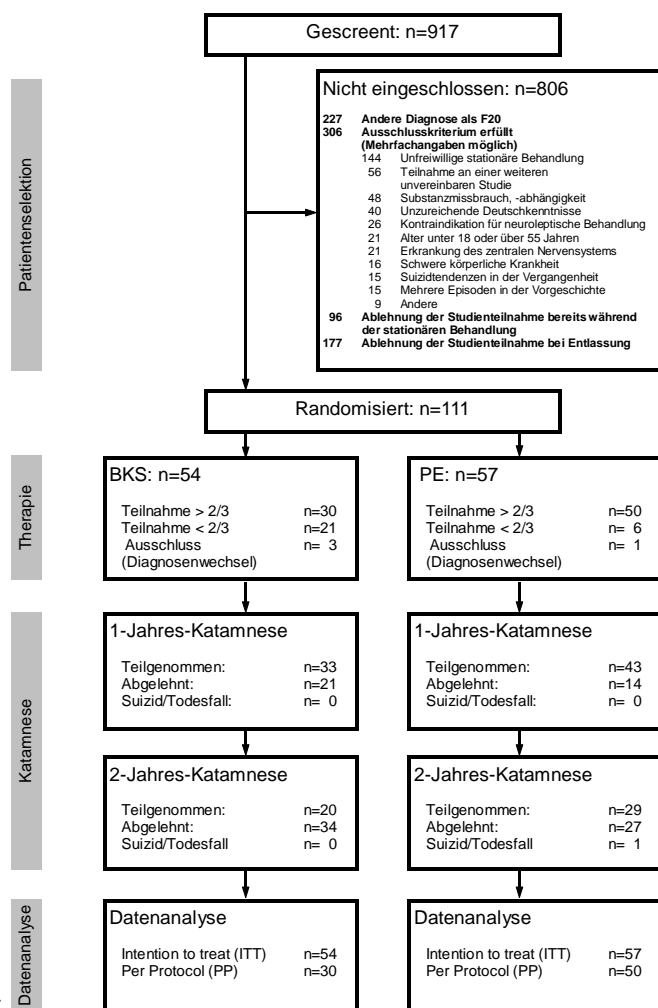 Gescreent: n=917
Patientenselektion
Nicht eingeschlossen: n=806
227 Andere Diagnose als F20
306 Ausschlusskriterium erfüllt
(Mehrfachangaben möglich)
144 Unfreiwillige stationäre Behandlung
56 Teilnahme an einer weiteren
unvereinbaren Studie
48 Substanzmissbrauch, -abhängigkeit
40 Unzureichende Deutschkenntnisse
26 Kontraindikation für neuroleptische Behandlung
21 Alter unter 18 oder über 55 Jahren
21 Erkrankung des zentralen Nervensystems
16 Schwere körperliche Krankheit
15 Suizidtendenzen in der Vergangenheit
15 Mehrere Episoden in der Vorgeschichte
9 Andere
96 Ablehnung der Studienteilnahme bereits während
der stationären Behandlung
177 Ablehnung der Studienteilnahme bei Entlassung
Randomisiert: n=111
Therapie
BKS: n=54
Teilnahme > 2/3 n=30
Teilnahme < 2/3 n=21
Ausschluss n= 3
(Diagnosenwechsel)
PE: n=57
Teilnahme > 2/3 n=50
Teilnahme < 2/3 n= 6
Ausschluss n= 1
(Diagnosenwechsel)
Katamnese
1-Jahres-Katamnese
Teilgenommen: n=33
Abgelehnt: n=21
Suizid/Todesfall: n= 0
1-Jahres-Katamnese
Teilgenommen: n=43
Abgelehnt: n=14
Suizid/Todesfall: n= 0
2-Jahres-Katamnese
Teilgenommen: n=20
Abgelehnt: n=34
Suizid/Todesfall n= 0
2-Jahres-Katamnese
Teilgenommen: n=29
Abgelehnt: n=27
Suizid/Todesfall n= 1
Datenanalyse
Datenanalyse
Intention to treat (ITT) n=54
Per Protocol (PP) n=30
Datenanalyse
Intention to treat (ITT) n=57
Per Protocol (PP) n=50